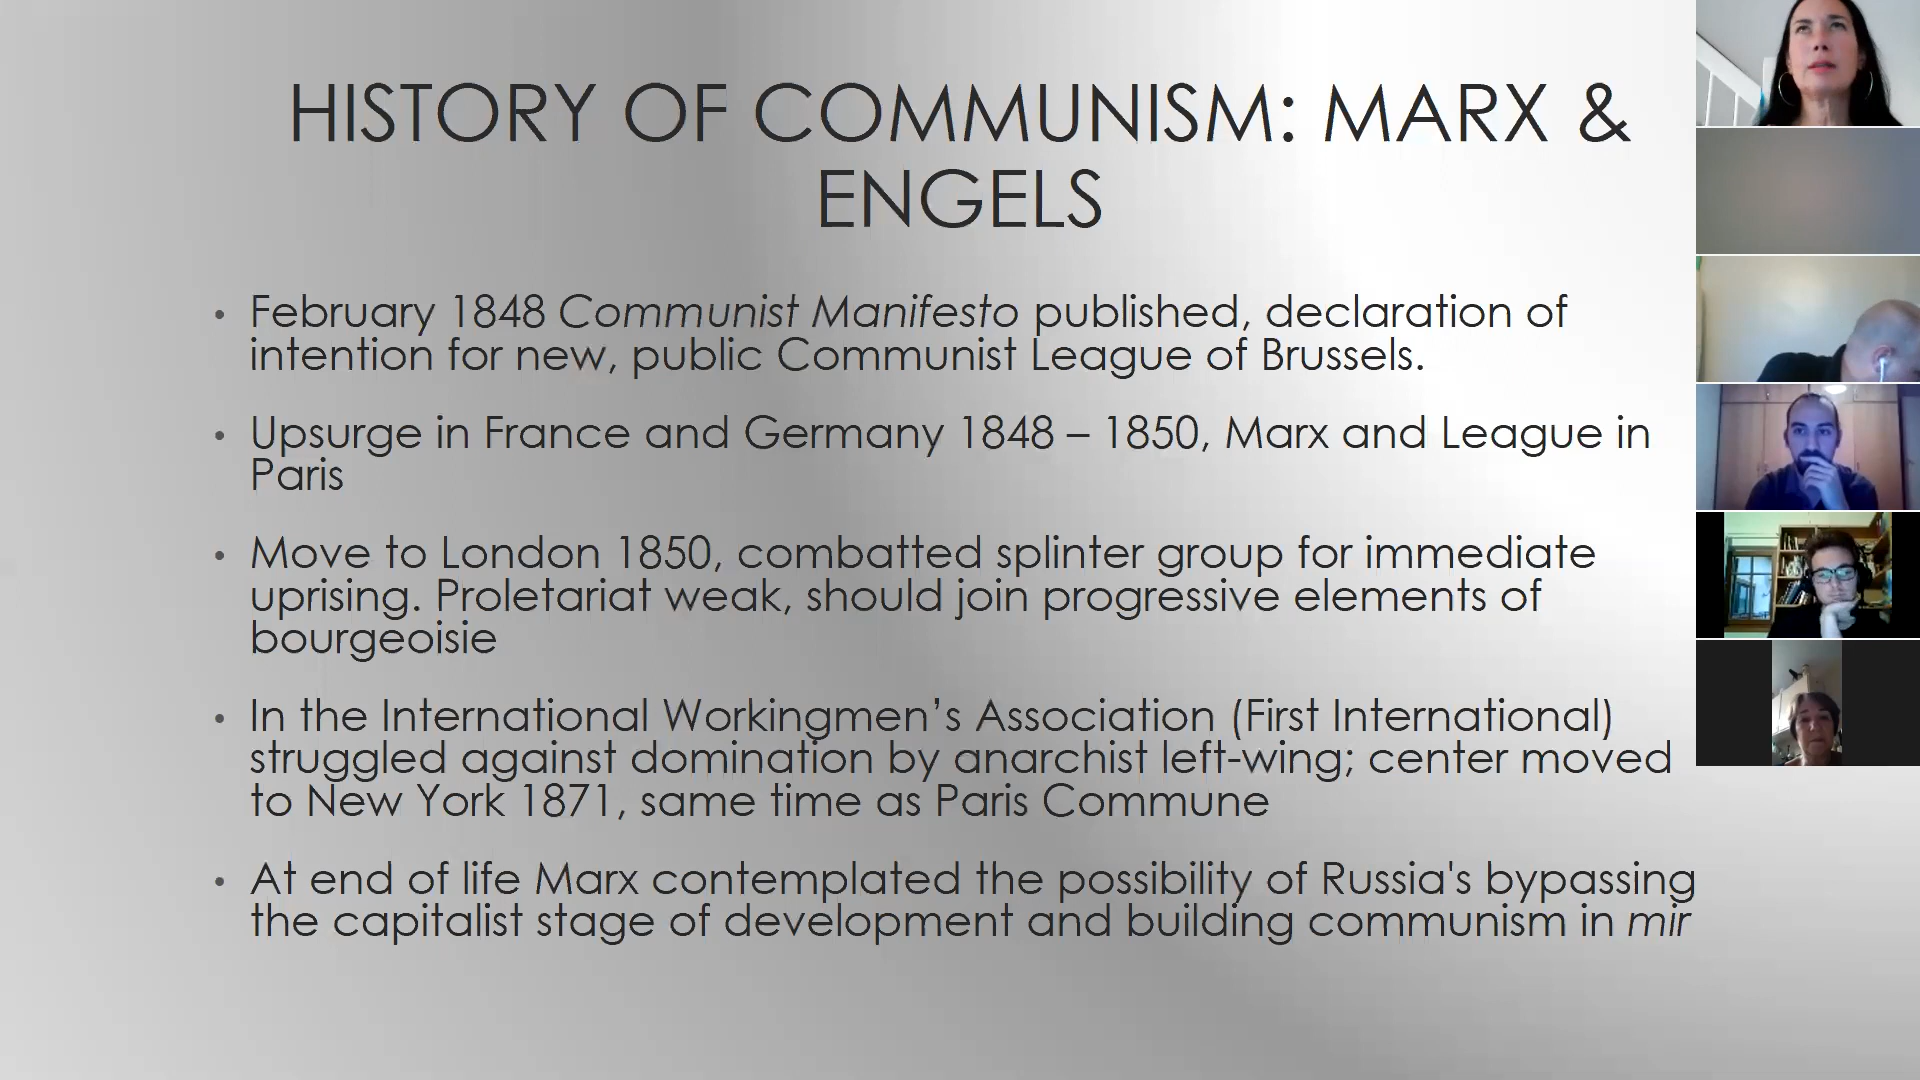 HISTORY OF COMMUNISM: MARX &
ENGELS
• February 1848 Communist Manifesto published, declaration of
intention for new, public Communist League of Brussels.
• Upsurge in France and Germany 1848 – 1850, Marx and League in
Paris
• Move to London 1850, combatted splinter group for immediate
uprising. Proletariat weak, should join progressive elements of
bourgeoisie
• In the International Workingmen’s Association (First International)
struggled against domination by anarchist left-wing; center moved
to New York 1871, same time as Paris Commune
• At end of life Marx contemplated the possibility of Russia's bypassing
the capitalist stage of development and building communism in mir